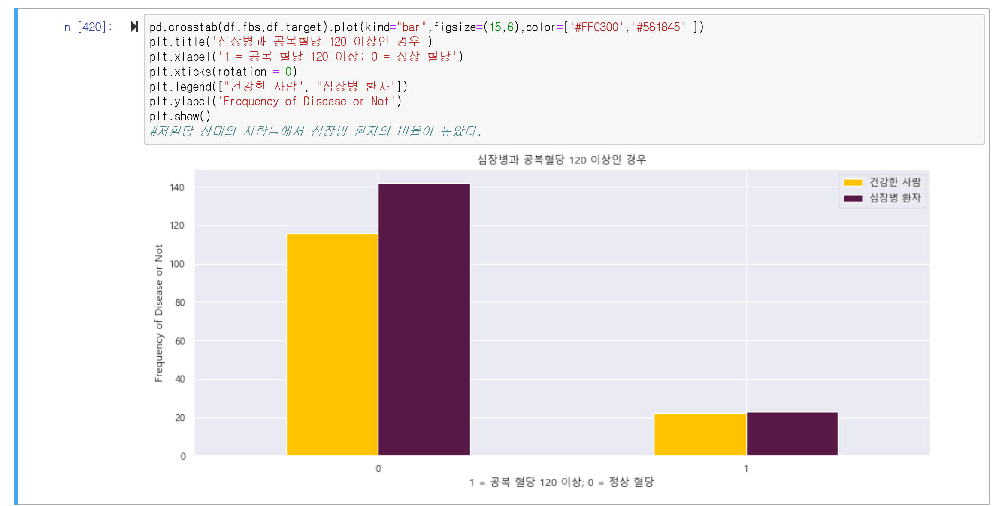 In [420]:
pd.crosstab(df.fbs,df.target).plot(kind="bar",figsize=(15,6),color=['#FFC300','#581845' ])
plt.title('심장병과 공복혈당 120 이상인 경우')
plt.xlabel('1 = 공복 혈당 120 이상; 0 = 정상 혈당')
plt.xticks(rotation = 0)
plt.legend(["건강한 사람", "심장병 환자"])
plt.ylabel('Frequency of Disease or Not')
plt.show()
#저혈당 상태의 사람들에서 심장병 환자의 비율이 높았다.
심장병과 공복혈당 120 이상인 경우
건강한 사람
심장병 환자
Frequency of Disease or Not
140
120
100
80
60
40
20
0
0
1
1 = 공복 혈당 120 이상; 0 = 정상 혈당